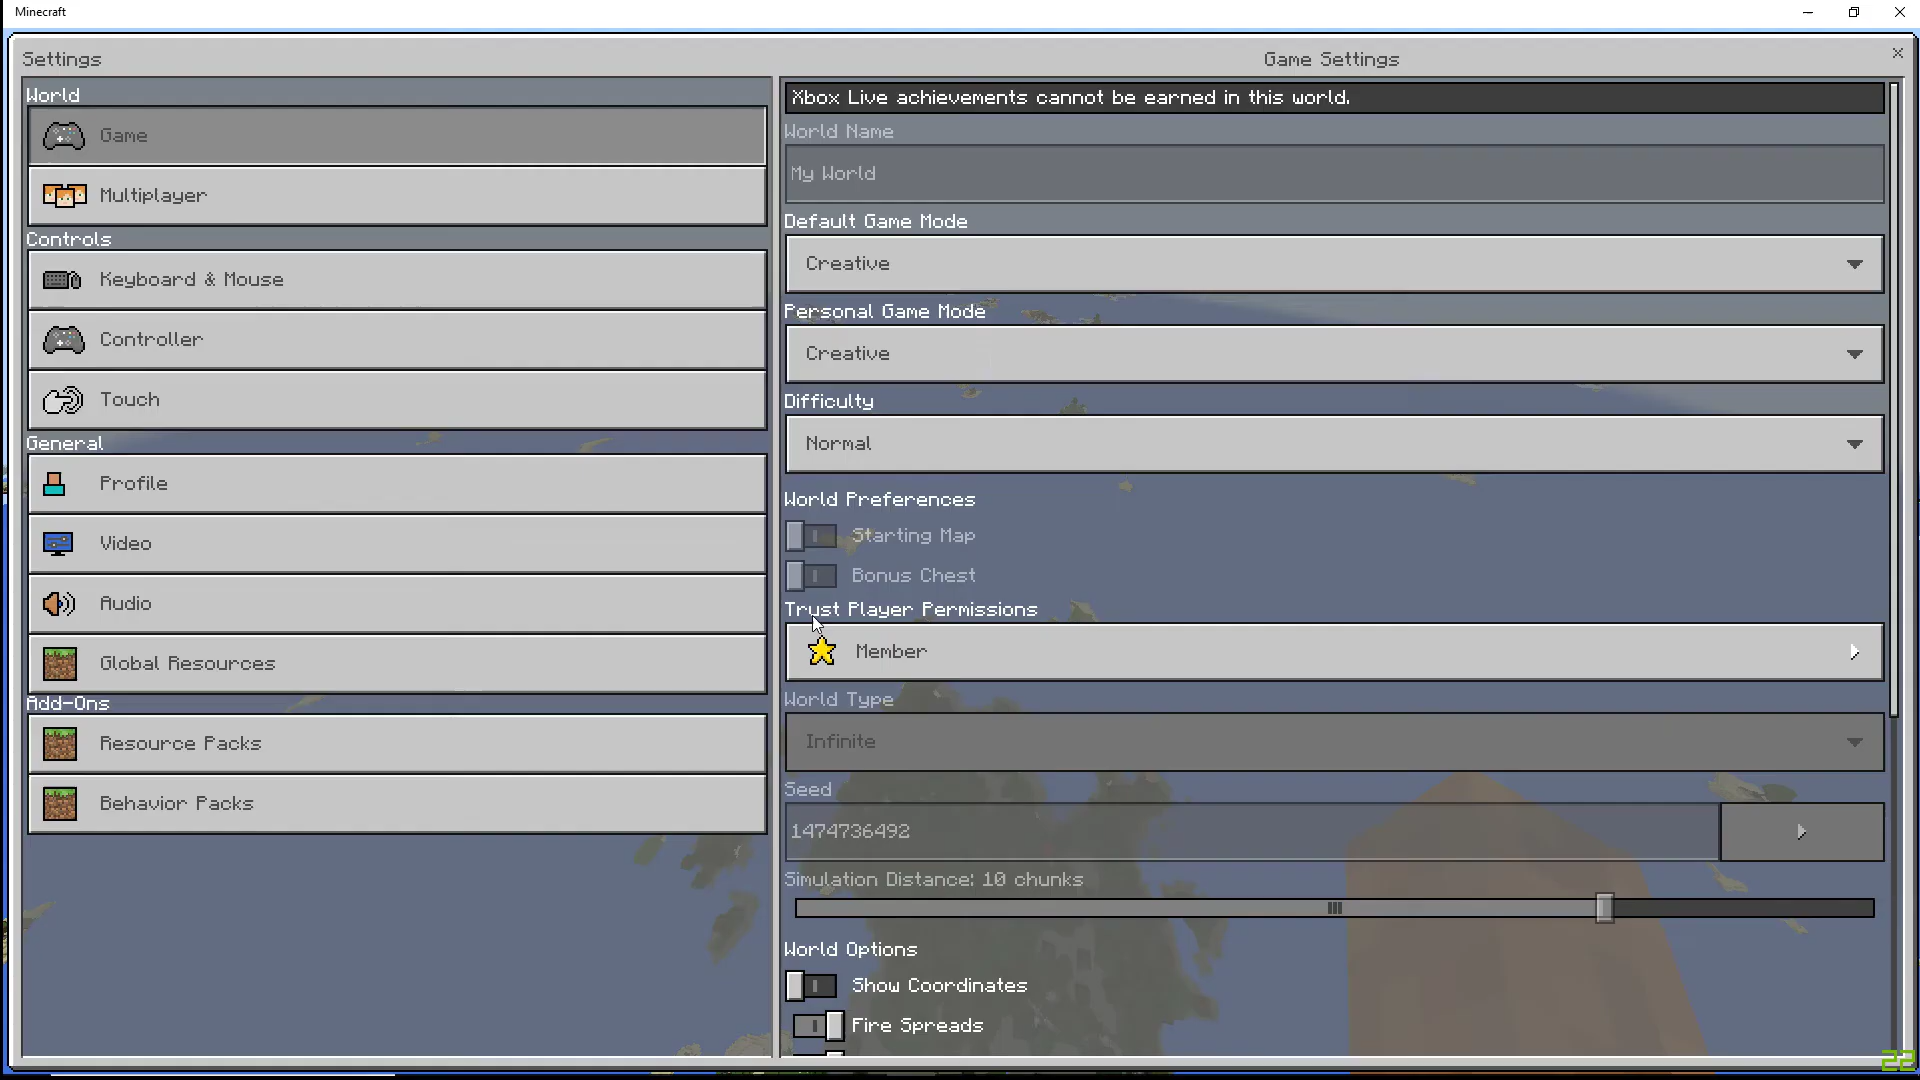 Minecraft
Settings
Game Settings
World
Game
Multiplayer
Controls
Keyboard & Mouse
Controller
Touch
General
Profile
Video
Audio
Global Resources
Add-Ons
Resource Packs
Behavior Packs
Xbox Live achievements cannot be earned in this world.
World Name
My World
Default Game Mode
Creative
Personal Game Mode
Creative
Difficulty
Normal
World Preferences
Starting Map
Bonus Chest
Trust Player Permissions
Member
World Type
Infinite
Seed
1474736492
Simulation Distance: 10 chunks
World Options
Show Coordinates
Fire Spreads
22